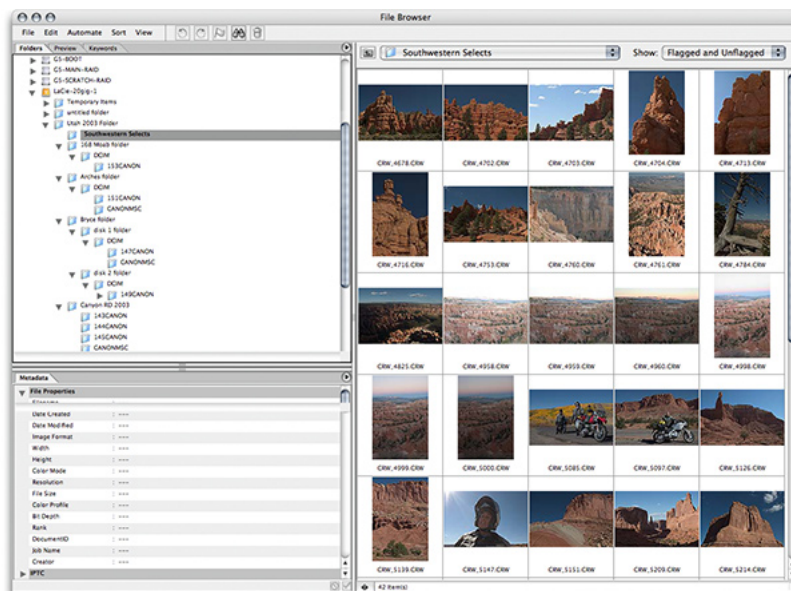 File Browser
File Edit Automate Sort View
Folders Preview Keywords
G5-BOOT
G5-MAIN-RAID
G5-SCRATCH-RAID
LaCie-20gig-1
Temporary Items
untitled folder
Utah 2003 Folder
Southwestern Selects
168 Moab folder
DCIM
153CANON
Arches folder
DCIM
151CANON
CANONMSC
Bryce folder
disk 1 folder
DCIM
147CANON
CANONMSC
disk 2 folder
DCIM
149CANON
Canyon RD 2003
143CANON
144CANON
145CANON
CANONMSC
Metadata
File Properties
Filename :
Date Created : ---
Date Modified : ---
Image Format : ---
Width : ---
Height : ---
Color Mode : ---
Resolution : ---
File Size : ---
Color Profile : ---
Bit Depth : ---
Rank : ---
DocumentID : ---
Job Name : ---
Creator : ---
IPTC
Southwestern Selects Show: Flagged and Unflagged
CRW_4678.CRW CRW_4702.CRW CRW_4703.CRW CRW_4704.CRW CRW_4713.CRW
CRW_4716.CRW CRW_4753.CRW CRW_4760.CRW CRW_4761.CRW CRW_4784.CRW
CRW_4825.CRW CRW_4958.CRW CRW_4959.CRW CRW_4960.CRW CRW_4998.CRW
CRW_4999.CRW CRW_5000.CRW CRW_5085.CRW CRW_5097.CRW CRW_5126.CRW
CRW_5139.CRW CRW_5147.CRW CRW_5151.CRW CRW_5209.CRW CRW_5214.CRW
42 Item(s)